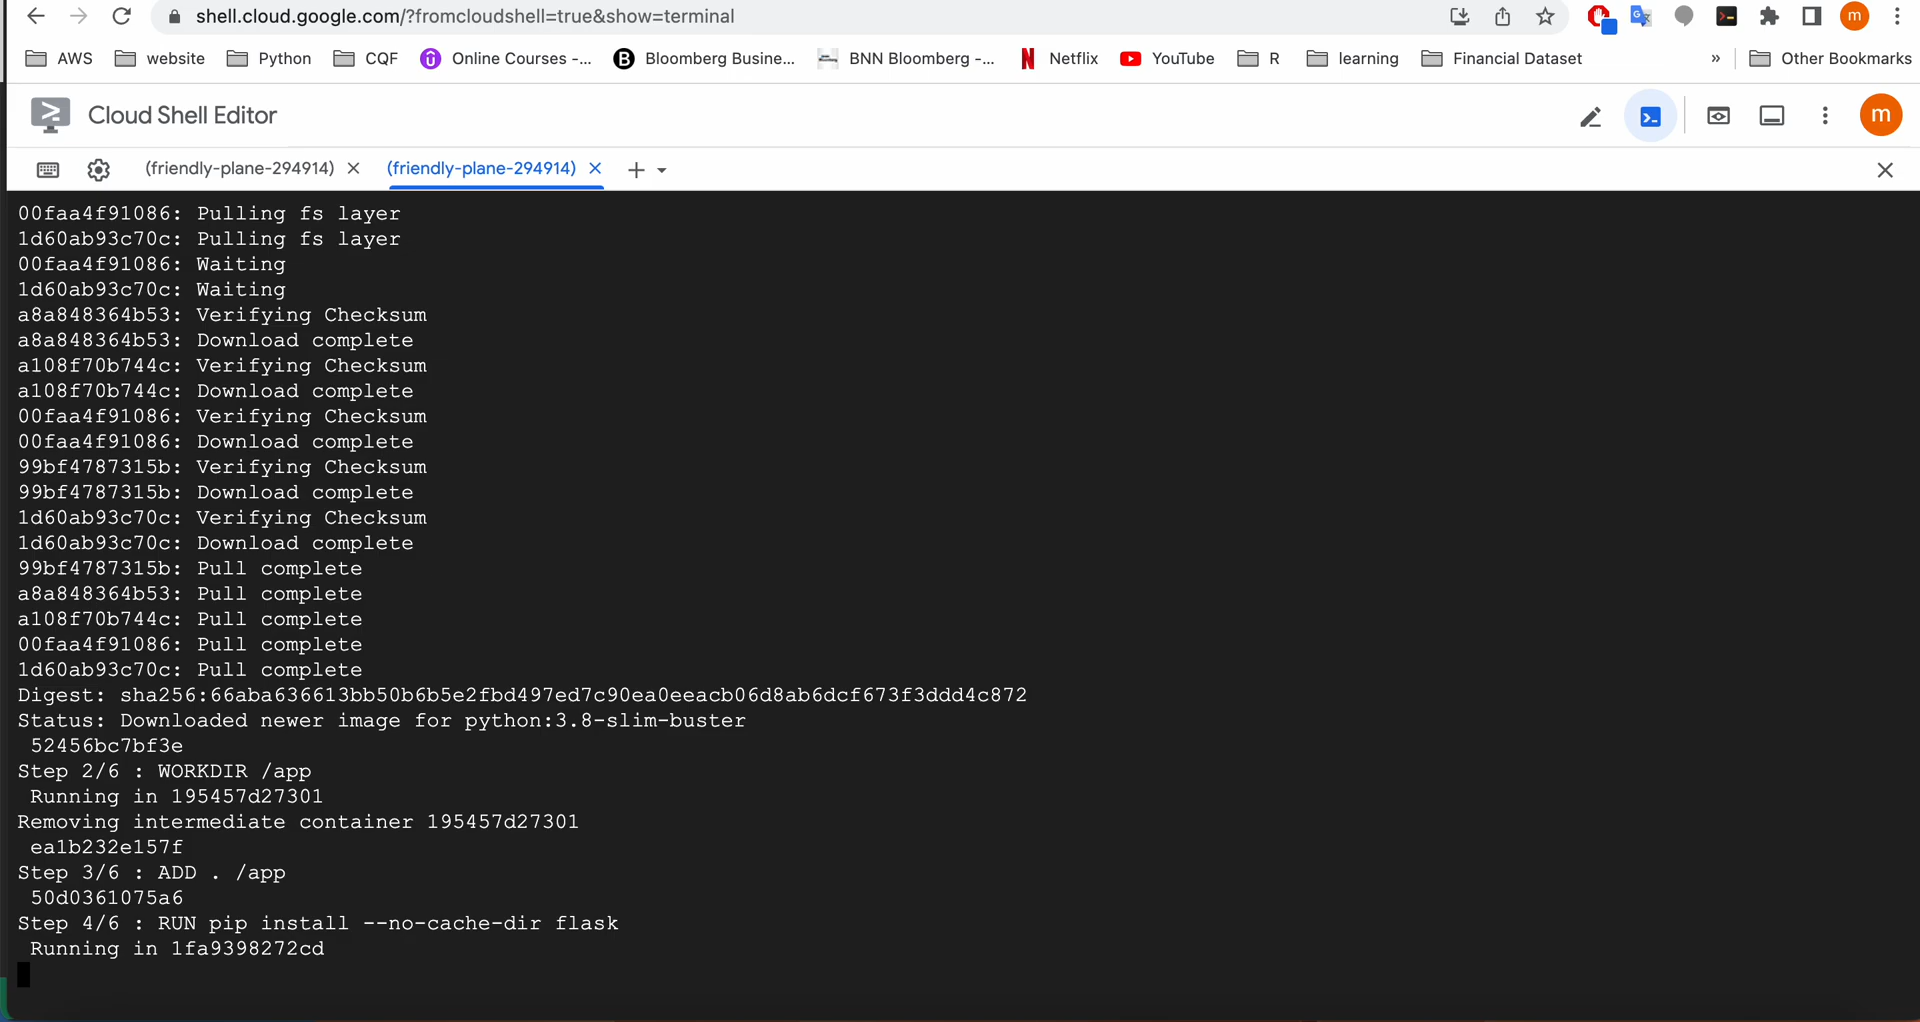 shell.cloud.google.com/?fromcloudshell=true&show=terminal
m
AWS website Python CQF Online Courses -... Bloomberg Busine... BNN Bloomberg -... Netflix YouTube R learning Financial Dataset » Other Bookmarks
Cloud Shell Editor
m
(friendly-plane-294914) (friendly-plane-294914)
00faa4f91086: Pulling fs layer
1d60ab93c70c: Pulling fs layer
00faa4f91086: Waiting
1d60ab93c70c: Waiting
a8a848364b53: Verifying Checksum
a8a848364b53: Download complete
a108f70b744c: Verifying Checksum
a108f70b744c: Download complete
00faa4f91086: Verifying Checksum
00faa4f91086: Download complete
99bf4787315b: Verifying Checksum
99bf4787315b: Download complete
1d60ab93c70c: Verifying Checksum
1d60ab93c70c: Download complete
99bf4787315b: Pull complete
a8a848364b53: Pull complete
a108f70b744c: Pull complete
00faa4f91086: Pull complete
1d60ab93c70c: Pull complete
Digest: sha256:66aba636613bb50b6b5e2fbd497ed7c90ea0eeacb06d8ab6dcf673f3ddd4c872
Status: Downloaded newer image for python:3.8-slim-buster
52456bc7bf3e
Step 2/6 : WORKDIR /app
Running in 195457d27301
Removing intermediate container 195457d27301
ea1b232e157f
Step 3/6 : ADD . /app
50d0361075a6
Step 4/6 : RUN pip install --no-cache-dir flask
Running in 1fa9398272cd